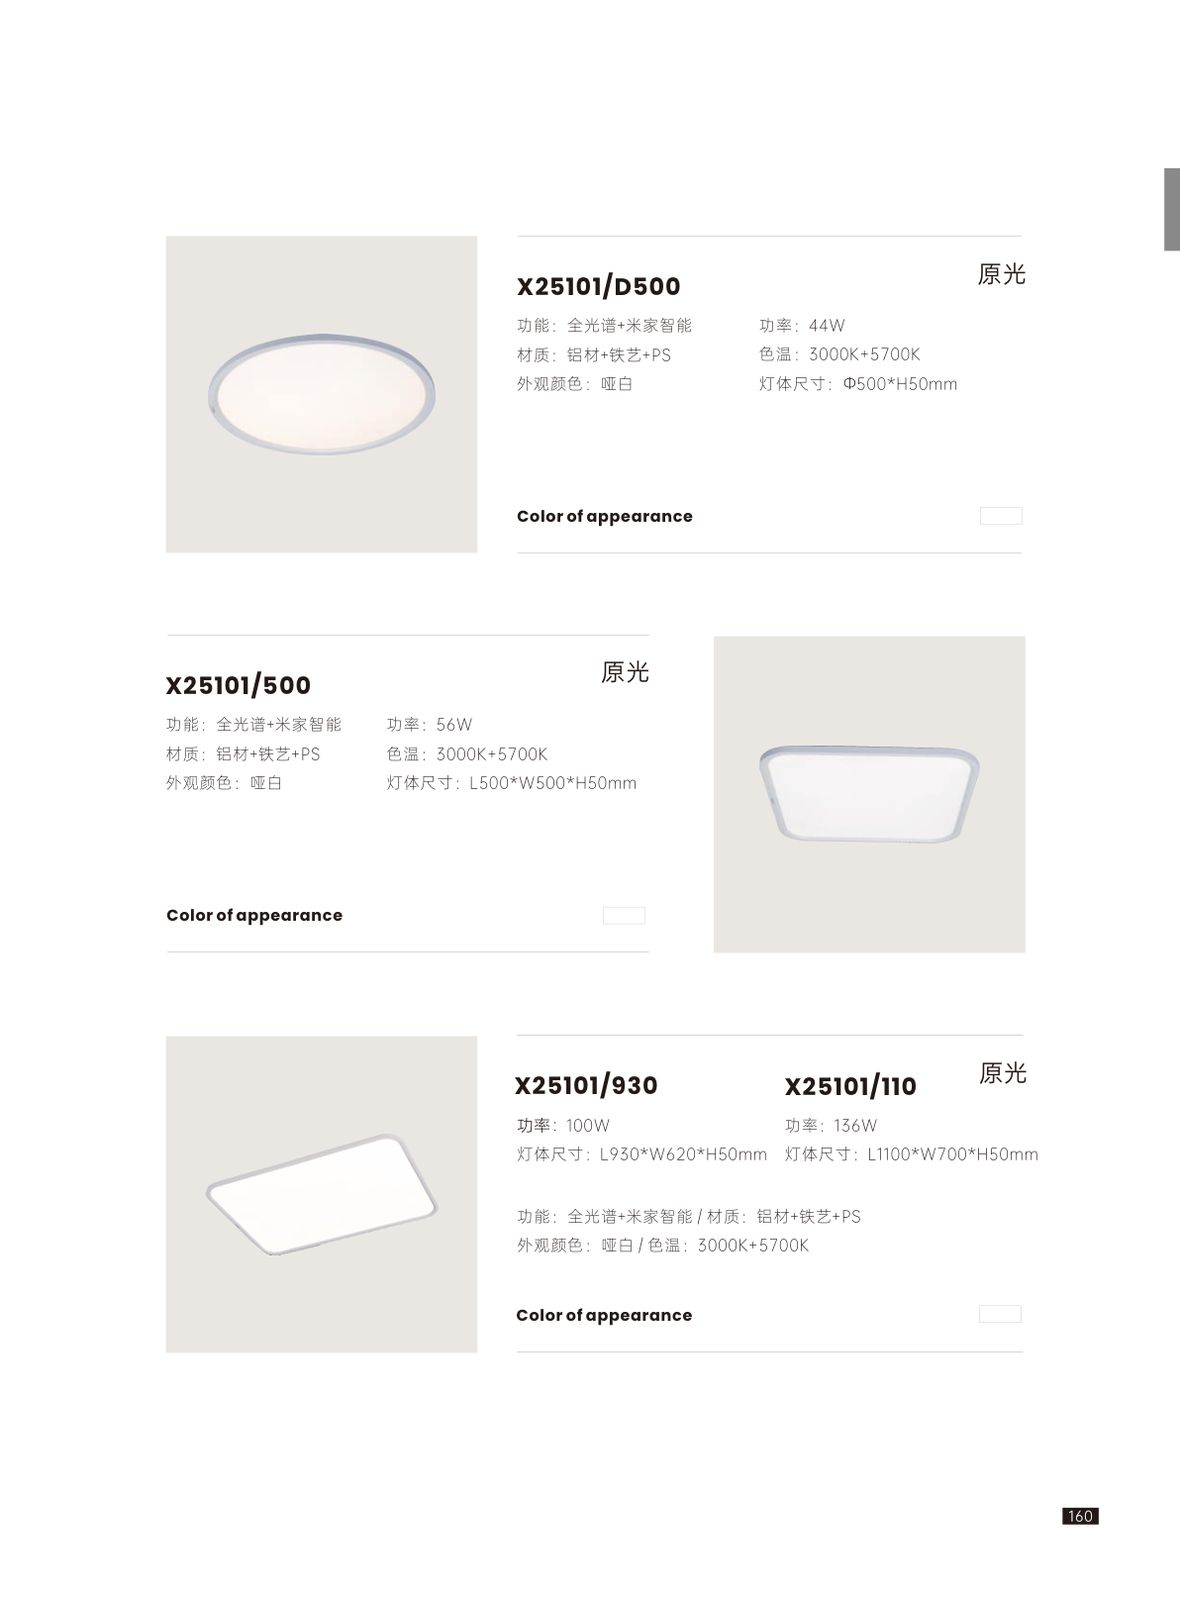 原光
X25101/D500
功能：全光谱+米家智能
功率：44W
材质：铝材+铁艺+PS
色温：3000K+5700K
外观颜色：哑白
灯体尺寸：Φ500*H50mm
Color of appearance
原光
X25101/500
功能：全光谱+米家智能
功率：56W
材质：铝材+铁艺+PS
色温：3000K+5700K
外观颜色：哑白
灯体尺寸：L500*W500*H50mm
Color of appearance
原光
X25101/930
X25101/110
功率：100W
功率：136W
灯体尺寸：L930*W620*H50mm
灯体尺寸：L1100*W700*H50mm
功能：全光谱+米家智能 / 材质：铝材+铁艺+PS
外观颜色：哑白 / 色温：3000K+5700K
Color of appearance
160